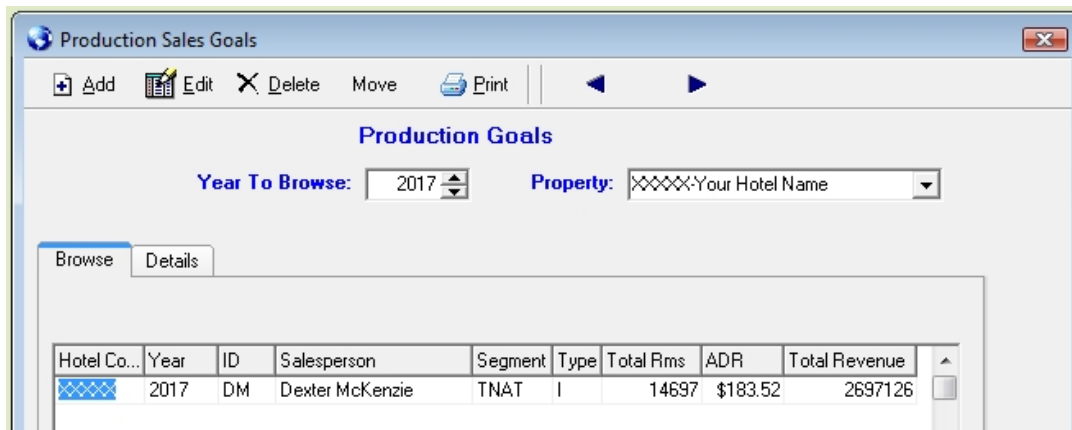 Production Sales Goals
Add Edit Delete Move Print
Production Goals
Year To Browse: 2017 Property: XXXXX-Your Hotel Name
Browse Details
Hotel Co... Year ID Salesperson Segment Type Total Rms ADR Total Revenue
XXXXX 2017 DM Dexter McKenzie TNAT I 14697 $183.52 2697126